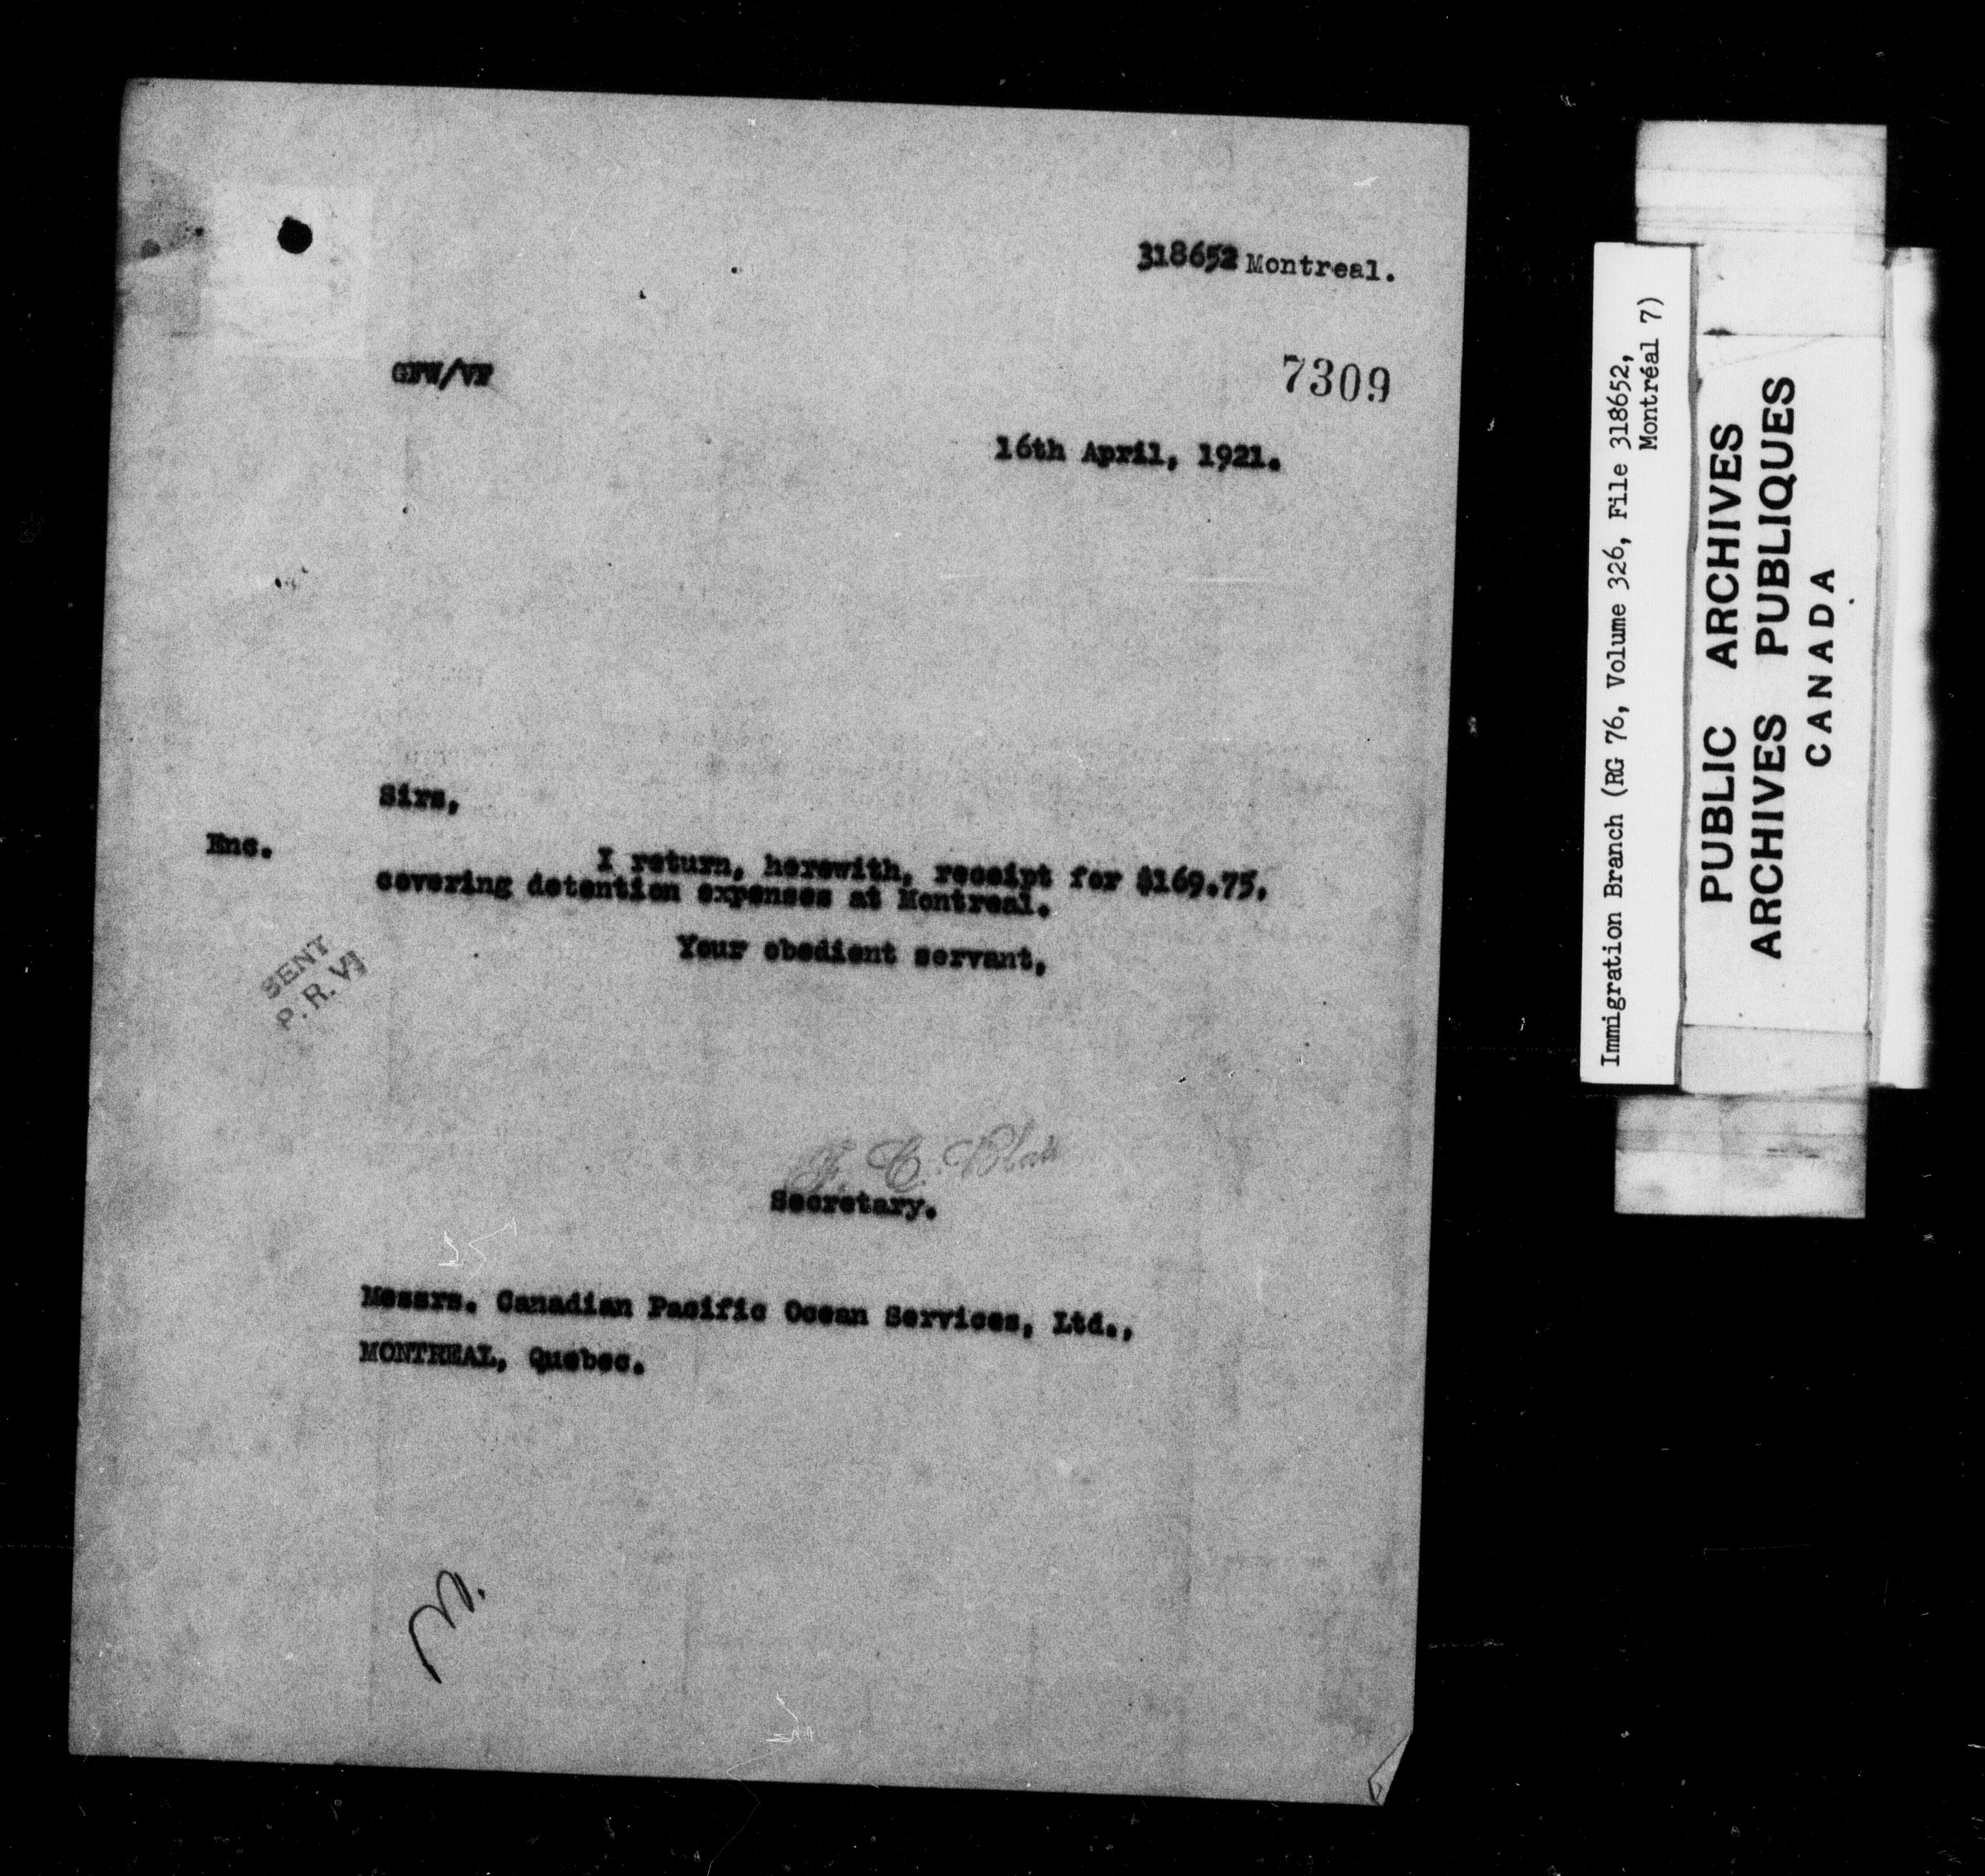 318652 Montreal.
GFW/VF
7309
16th April, 1921.
Sirs,
Enc.
I return, herewith, receipt for $169.75,
covering detention expenses at Montreal.
Your obedient servant,
SENT
P. R. V
F. C. Blair
Secretary.
Messrs. Canadian Pacific Ocean Services, Ltd.,
MONTREAL, Quebec.
Immigration Branch (RG 76, Volume 326, File 318652,
Montréal 7)
PUBLIC ARCHIVES
ARCHIVES PUBLIQUES
CANADA